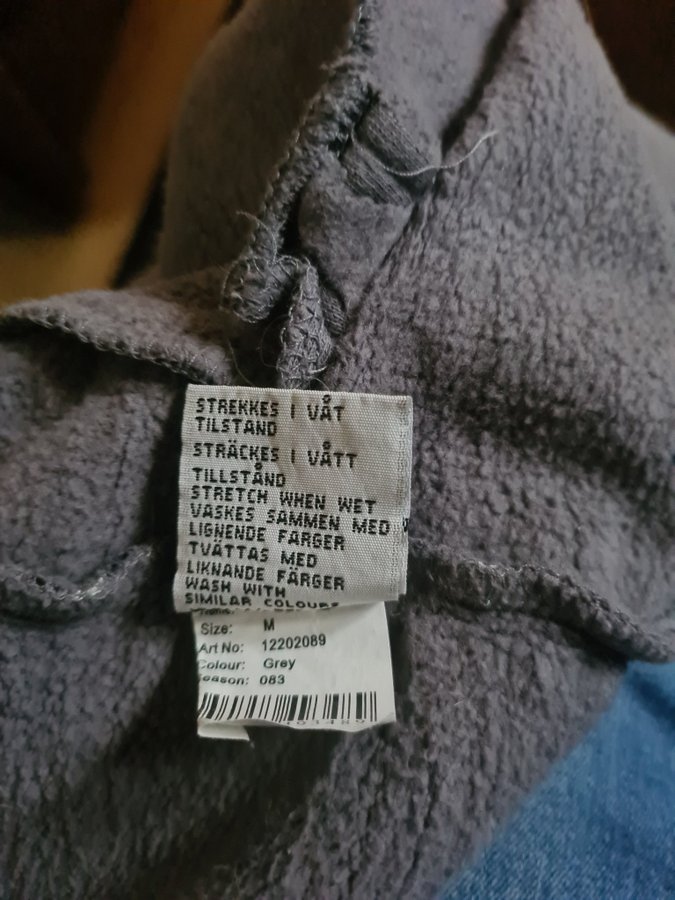 STREKKES I VÅT
TILSTAND
STRÄCKES I VÅTT
TILLSTÅND
STRETCH WHEN WET
VASKES SAMMEN MED
LIGNENDE FARGER
TVÄTTAS MED
LIKNANDE FÄRGER
WASH WITH
SIMILAR COLOURS
Size: M
Art No: 12202089
Colour: Grey
eason: 083